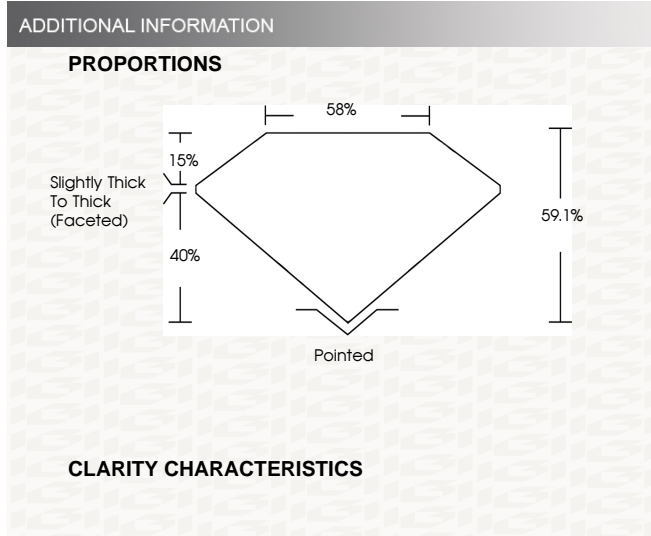 ADDITIONAL INFORMATION
PROPORTIONS
58%
15%
Slightly Thick
To Thick
(Faceted)
59.1%
40%
Pointed
CLARITY CHARACTERISTICS